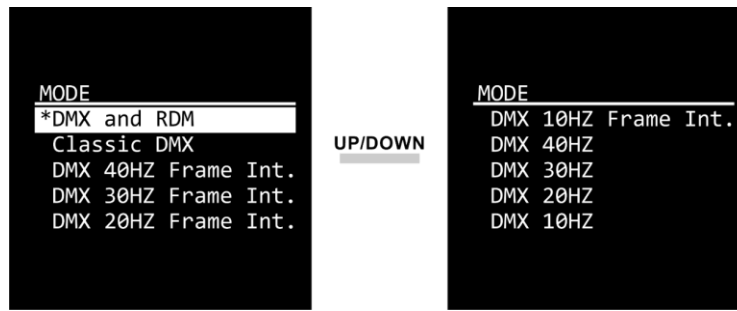 MODE
*DMX and RDM
Classic DMX
DMX 40HZ Frame Int.
DMX 30HZ Frame Int.
DMX 20HZ Frame Int.
UP/DOWN
MODE
DMX 10HZ Frame Int.
DMX 40HZ
DMX 30HZ
DMX 20HZ
DMX 10HZ